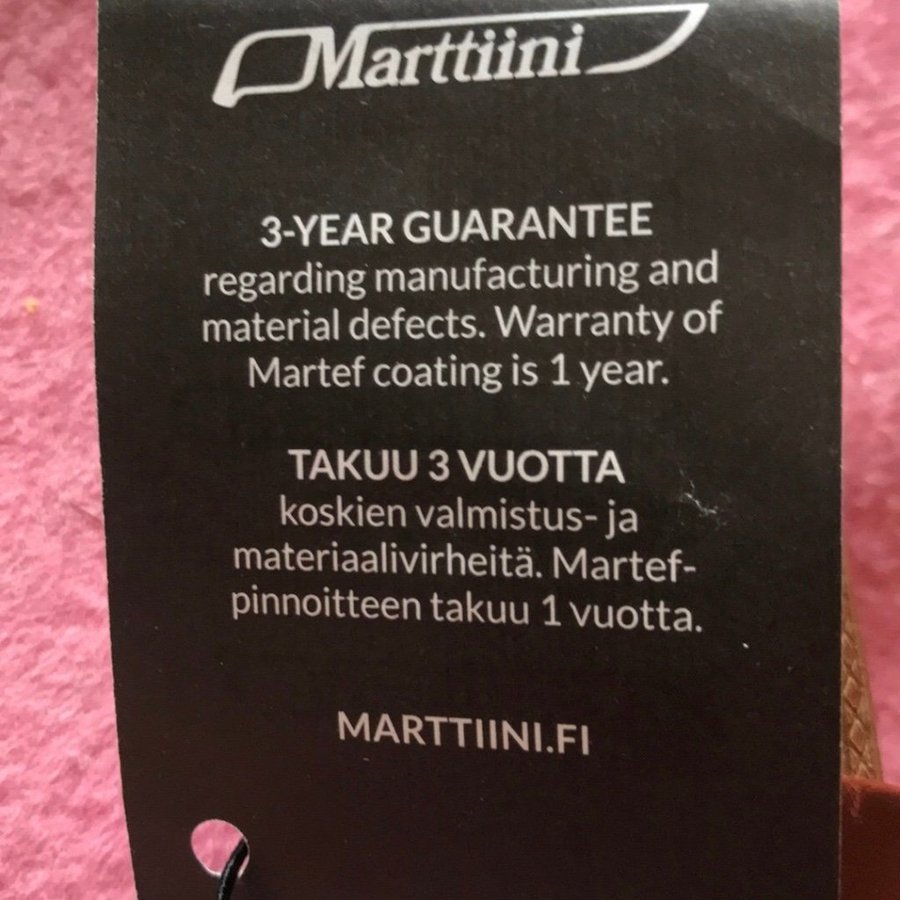 Marttiini
3-YEAR GUARANTEE
regarding manufacturing and
material defects. Warranty of
Martef coating is 1 year.
TAKUU 3 VUOTTA
koskien valmistus- ja
materiaalivirheitä. Martef-
pinnoitteen takuu 1 vuotta.
MARTTIINI.FI